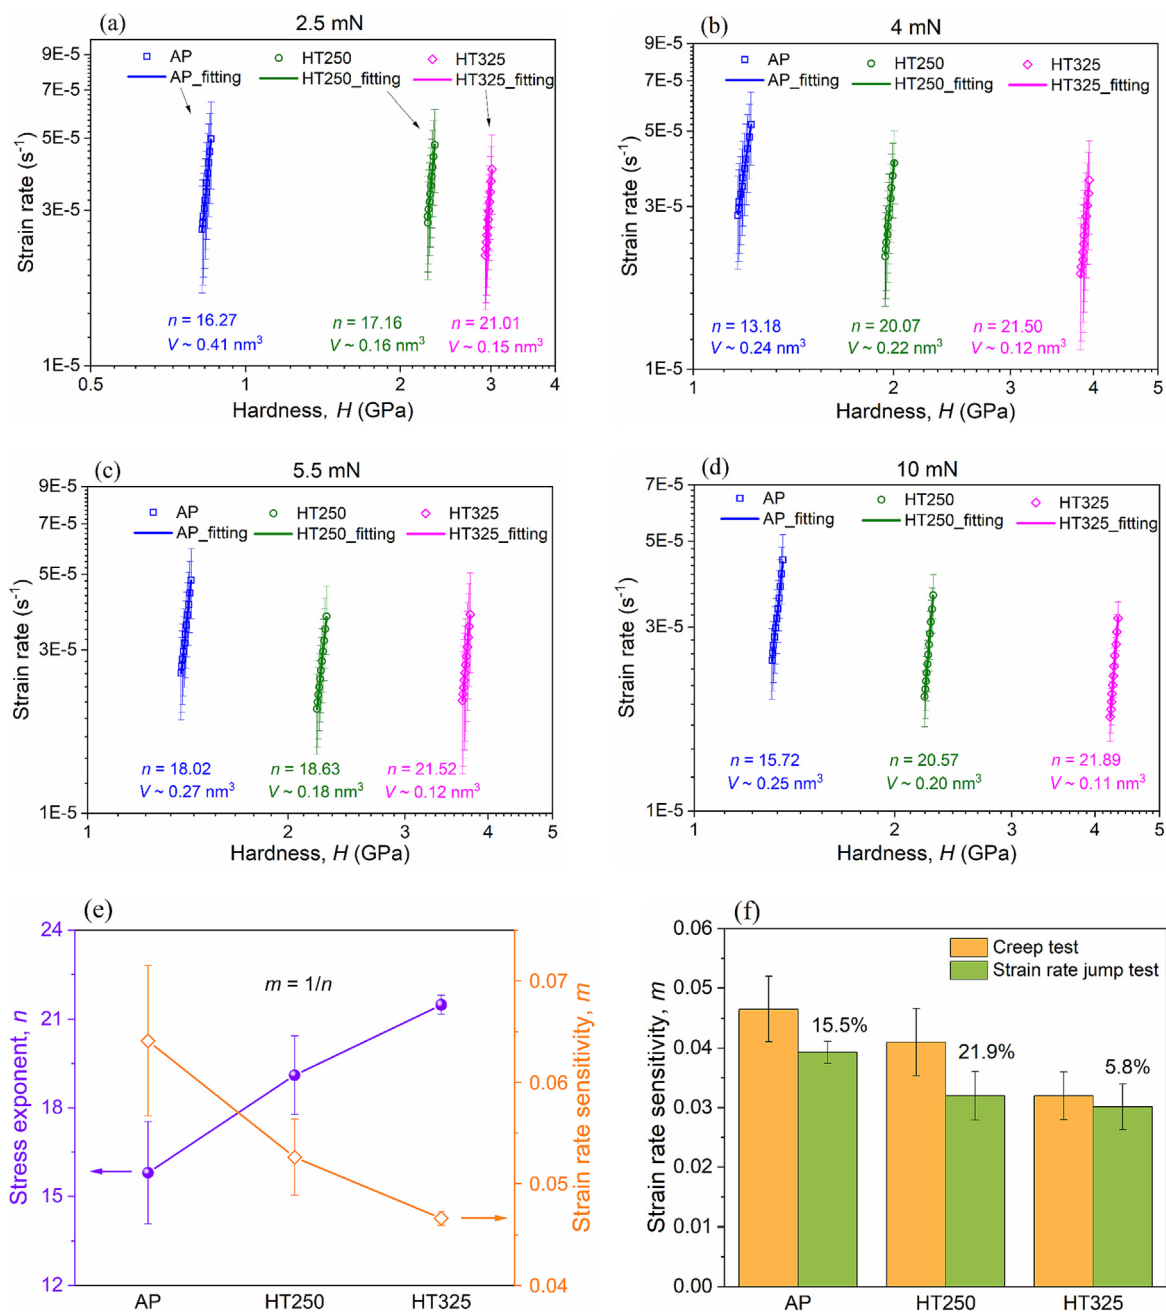 (a) 2.5 mN
9E-5
7E-5
5E-5
3E-5
1E-5
Strain rate (s-1)
AP HT250 HT325
AP_fitting HT250_fitting HT325_fitting
n = 16.27 n = 17.16 n = 21.01
V ~ 0.41 nm3 V ~ 0.16 nm3 V ~ 0.15 nm3
0.5 1 2 3 4
Hardness, H (GPa)
(b) 4 mN
9E-5
7E-5
5E-5
3E-5
1E-5
Strain rate (s-1)
AP HT250 HT325
AP_fitting HT250_fitting HT325_fitting
n = 13.18 n = 20.07 n = 21.50
V ~ 0.24 nm3 V ~ 0.22 nm3 V ~ 0.12 nm3
1 2 3 4 5
Hardness, H (GPa)
(c) 5.5 mN
9E-5
7E-5
5E-5
3E-5
1E-5
Strain rate (s-1)
AP HT250 HT325
AP_fitting HT250_fitting HT325_fitting
n = 18.02 n = 18.63 n = 21.52
V ~ 0.27 nm3 V ~ 0.18 nm3 V ~ 0.12 nm3
1 2 3 4 5
Hardness, H (GPa)
(d) 10 mN
7E-5
5E-5
3E-5
1E-5
Strain rate (s-1)
AP HT250 HT325
AP_fitting HT250_fitting HT325_fitting
n = 15.72 n = 20.57 n = 21.89
V ~ 0.25 nm3 V ~ 0.20 nm3 V ~ 0.11 nm3
1 2 3 4 5
Hardness, H (GPa)
(e)
24
21
18
15
12
Stress exponent, n
m = 1/n
0.07
0.06
0.05
0.04
Strain rate sensitivity, m
AP HT250 HT325
(f)
0.06
0.05
0.04
0.03
0.02
0.01
0.00
Strain rate sensitivity, m
Creep test
Strain rate jump test
15.5%
21.9%
5.8%
AP HT250 HT325